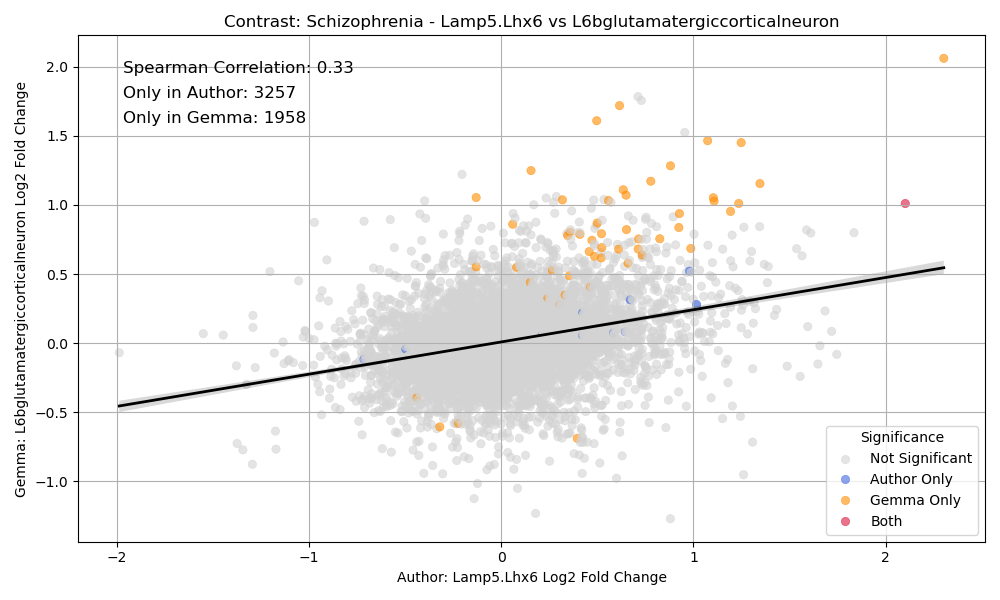 Contrast: Schizophrenia - Lamp5.Lhx6 vs L6bglutamatergiccorticalneuron
Gemma: L6bglutamatergiccorticalneuron Log2 Fold Change
2.0
1.5
1.0
0.5
0.0
−0.5
−1.0
Spearman Correlation: 0.33
Only in Author: 3257
Only in Gemma: 1958
Significance
Not Significant
Author Only
Gemma Only
Both
−2
−1
0
1
2
Author: Lamp5.Lhx6 Log2 Fold Change